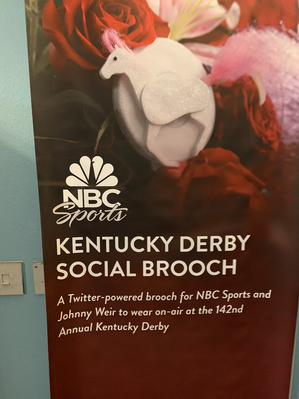 NBC
Sports
KENTUCKY DERBY
SOCIAL BROOCH
A Twitter-powered brooch for NBC Sports and
Johnny Weir to wear on-air at the 142nd
Annual Kentucky Derby